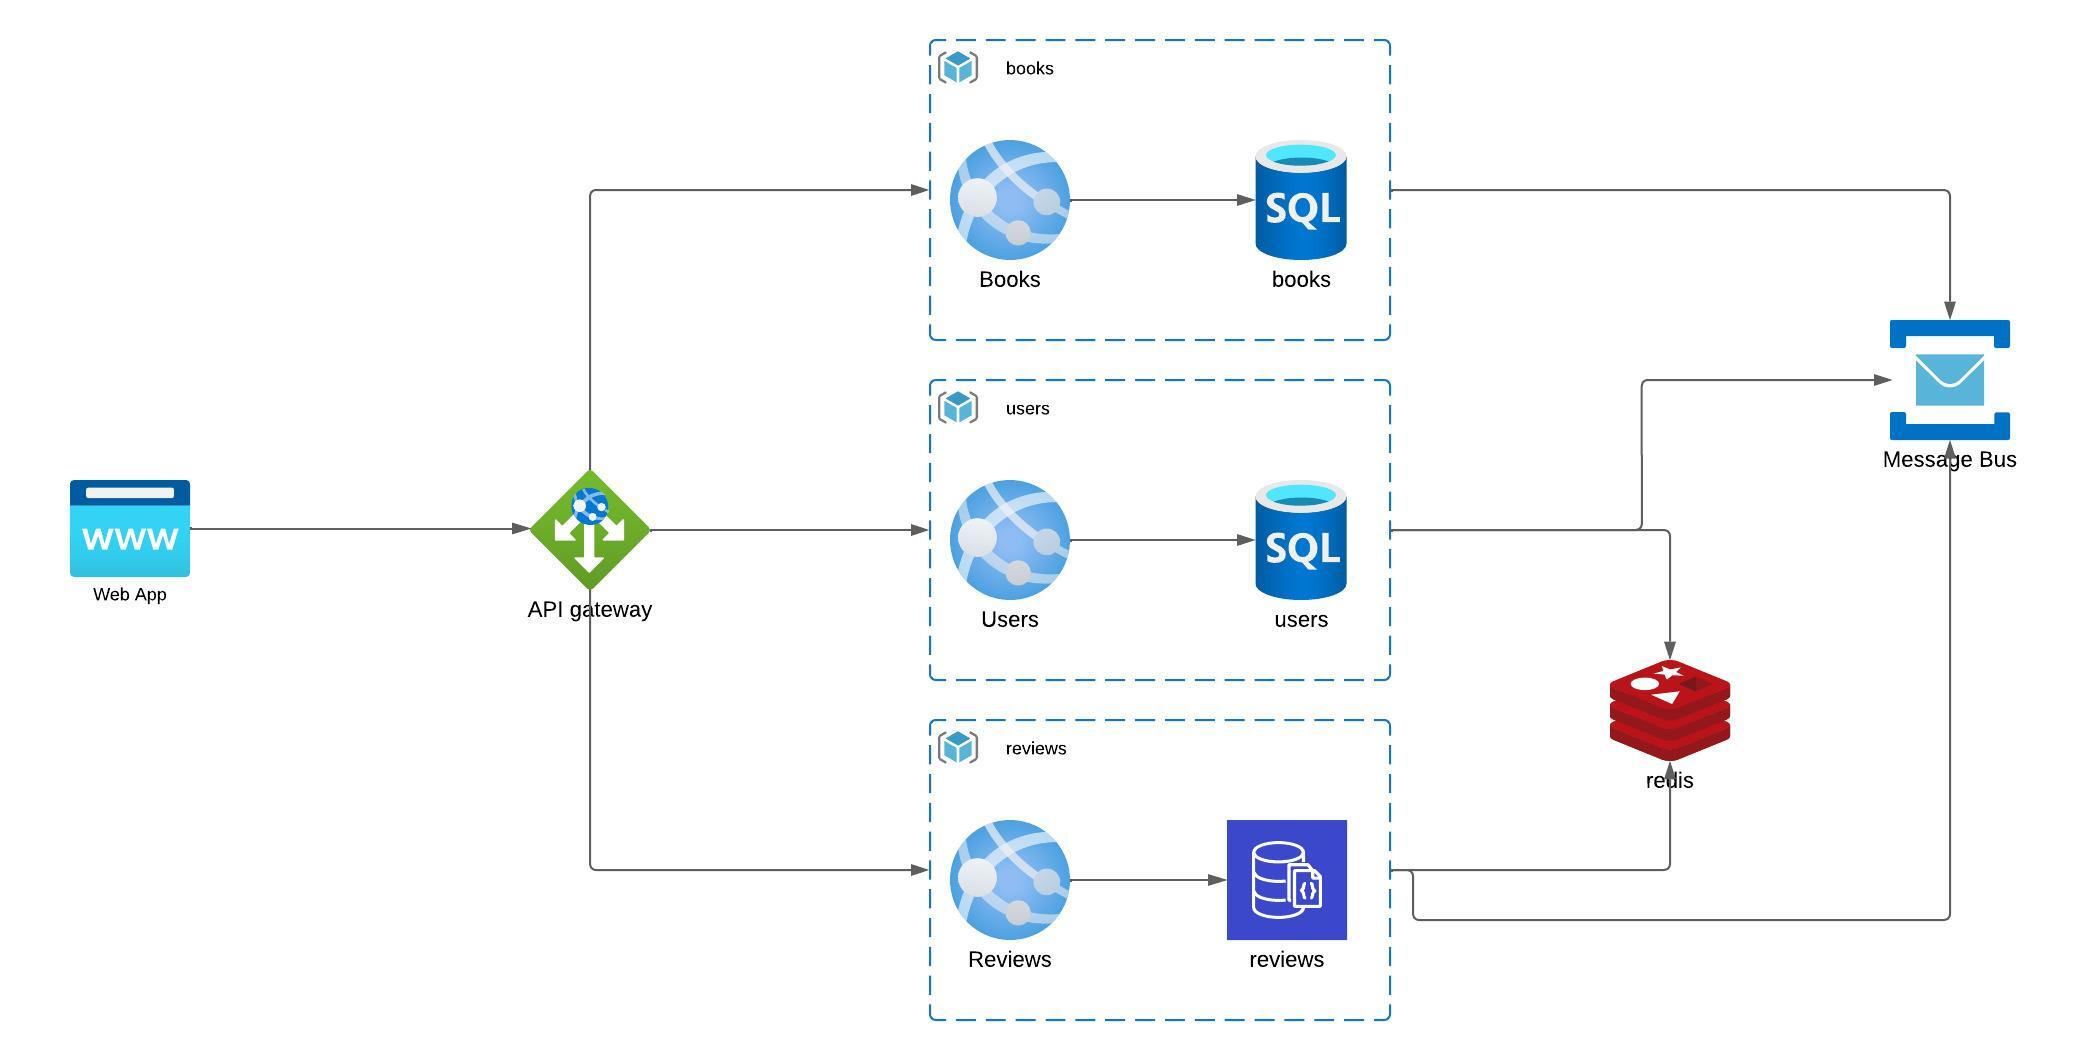 books
SQL
Books
books
users
Message Bus
www
SQL
Web App
API gateway
Users
users
reviews
redis
{}
Reviews
reviews